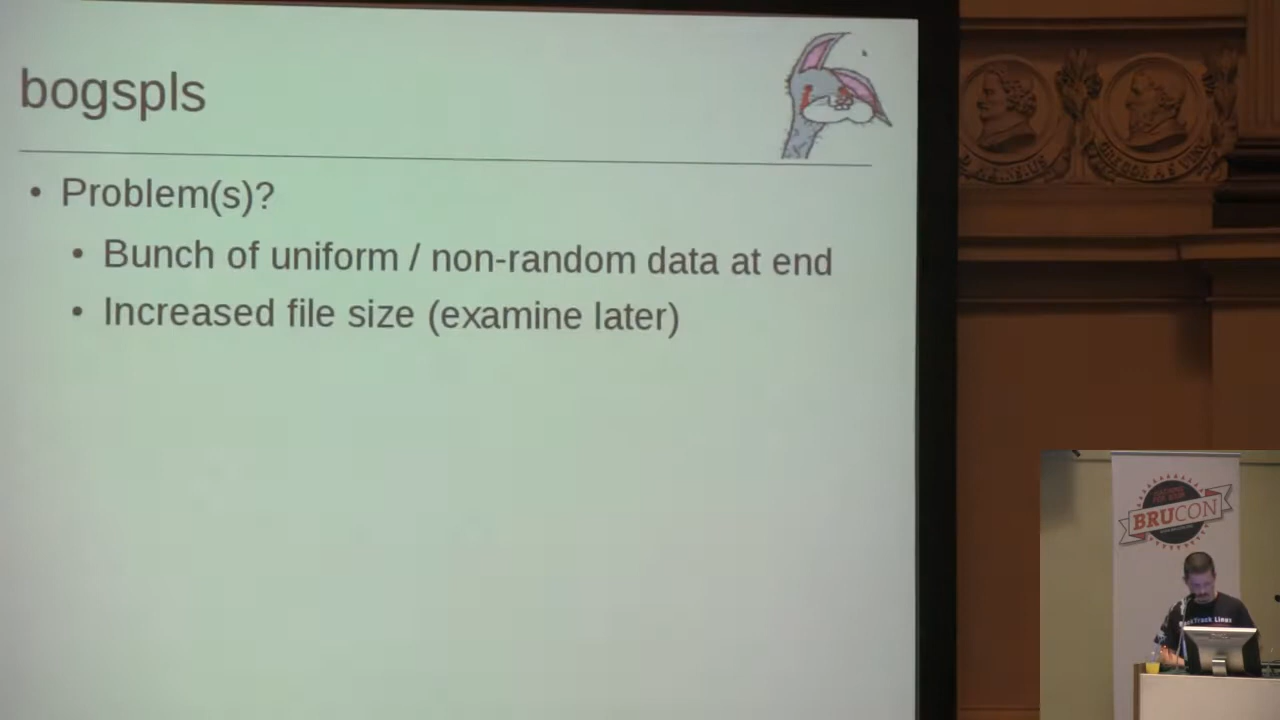 bogspls
• Problem(s)?
• Bunch of uniform / non-random data at end
• Increased file size (examine later)
BRUCON